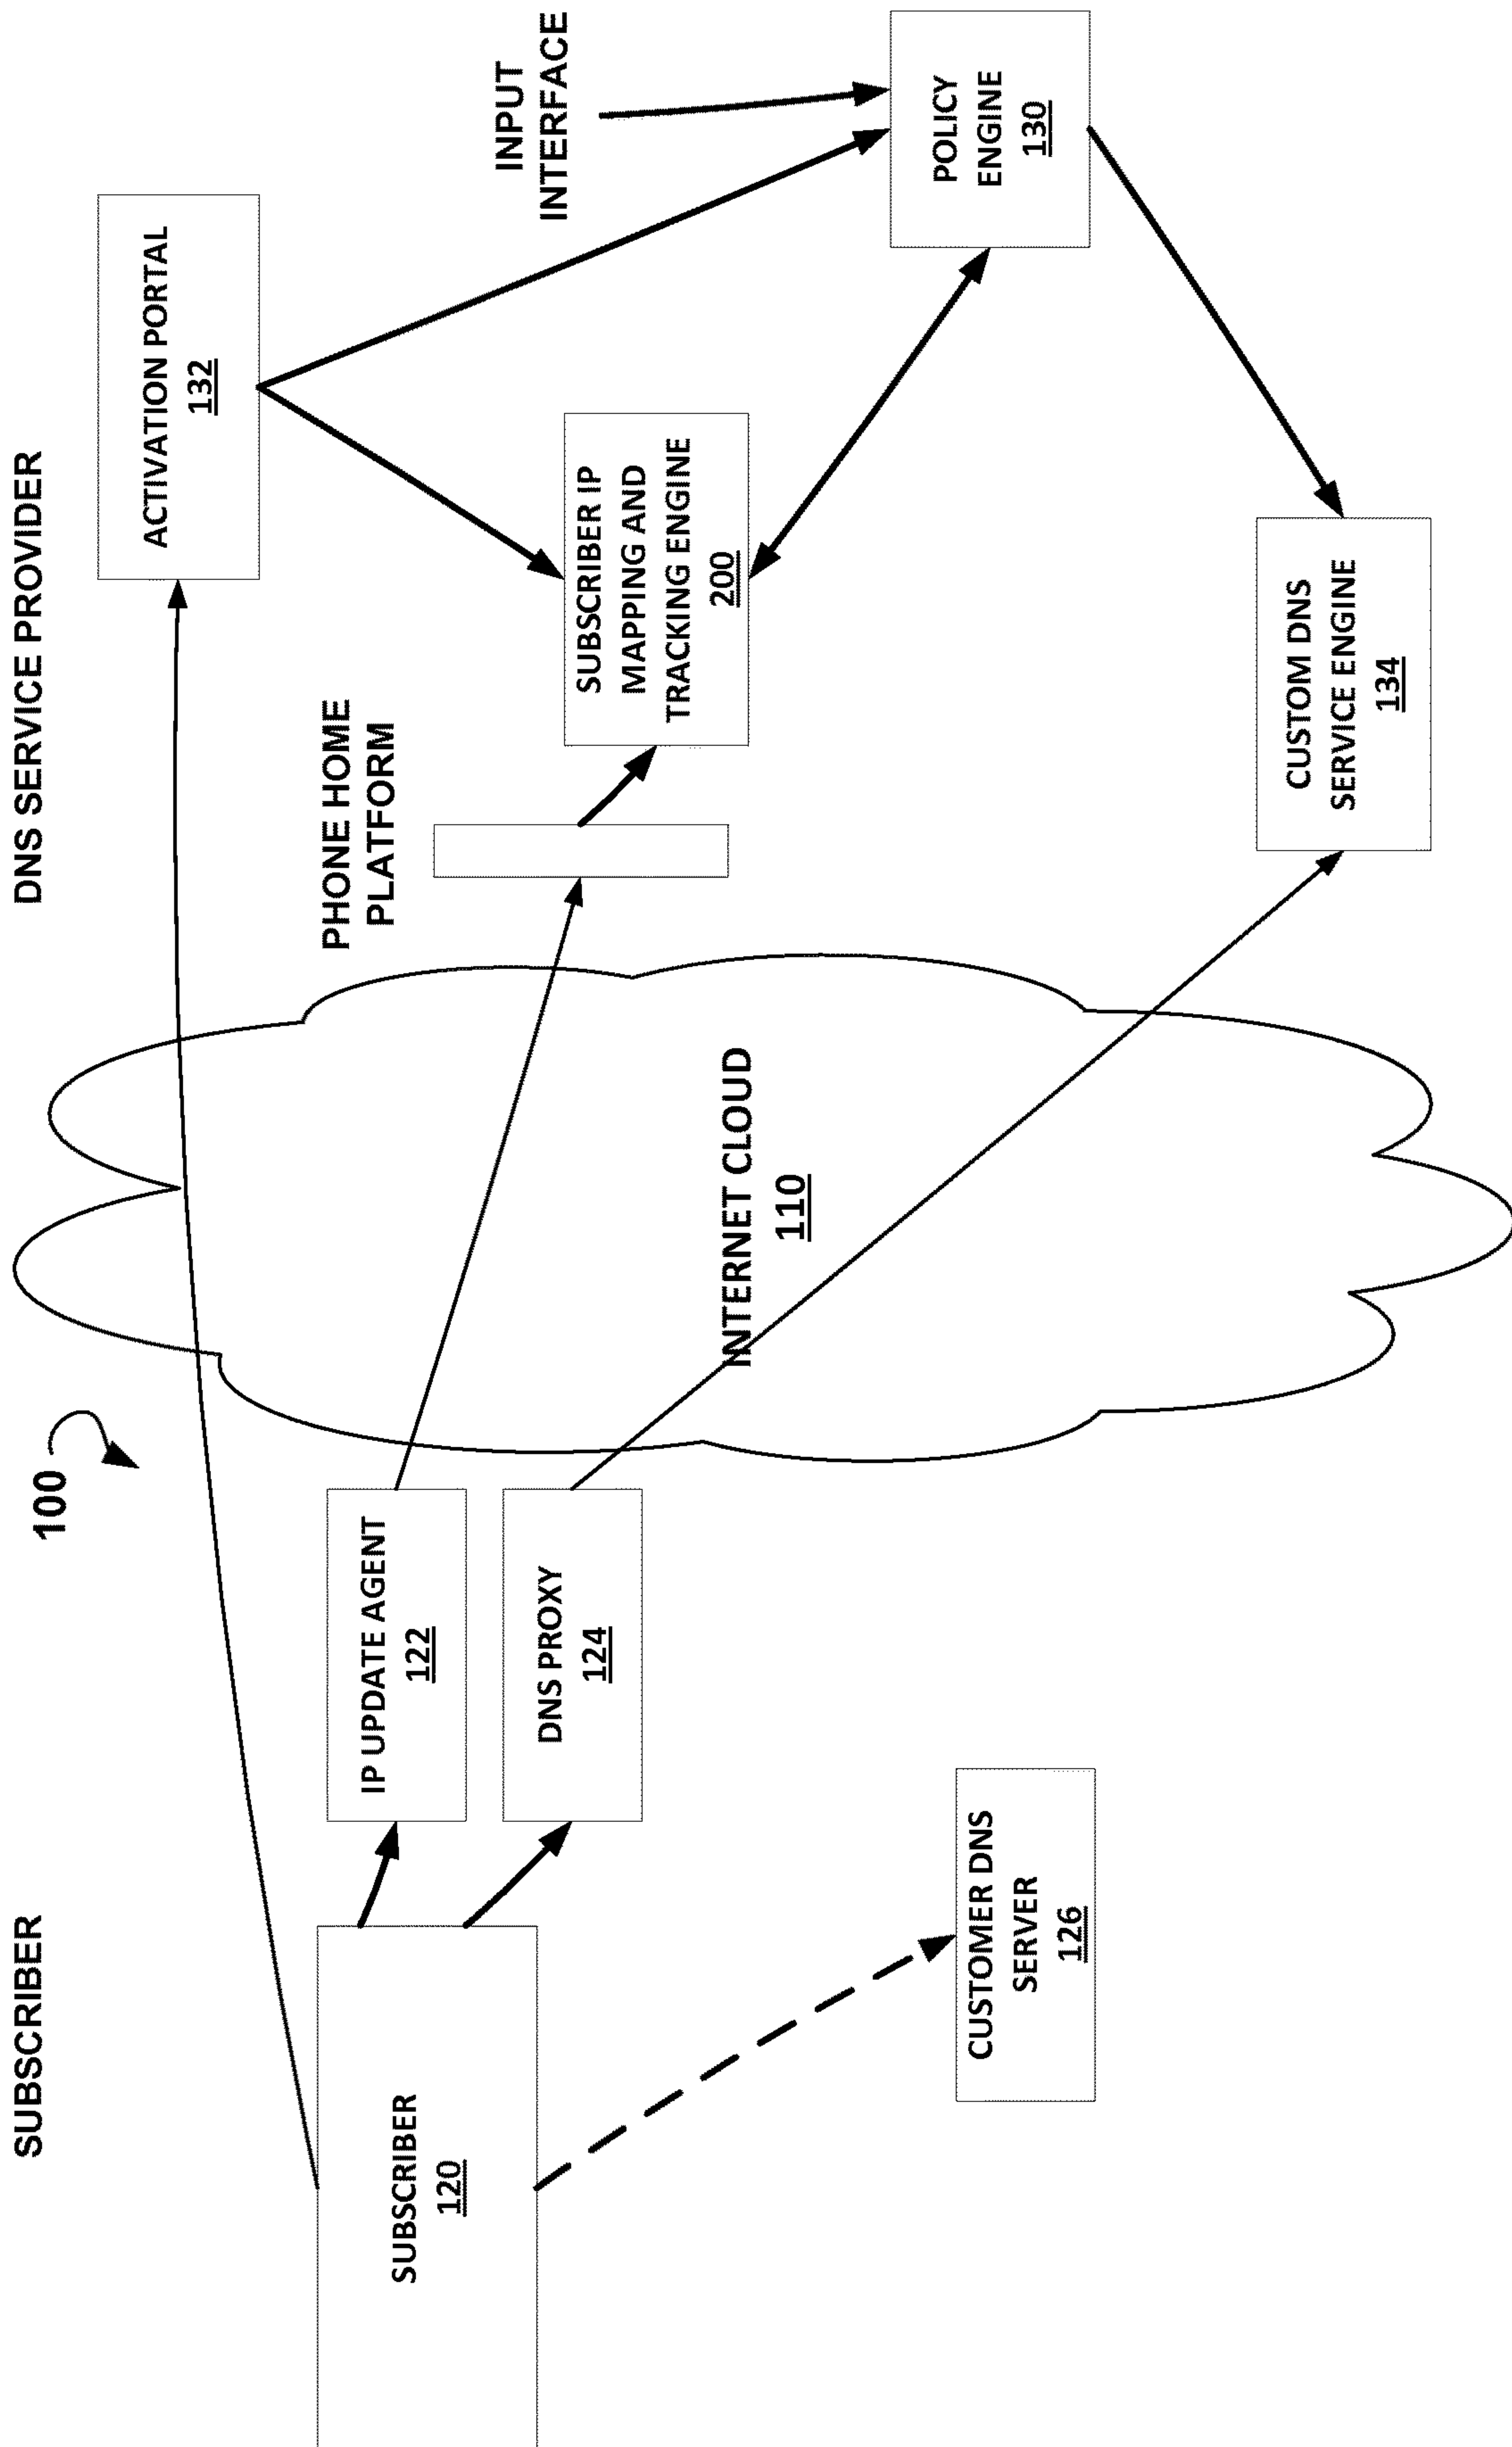 SUBSCRIBER
DNS SERVICE PROVIDER
100
SUBSCRIBER
120
IP UPDATE AGENT
122
DNS PROXY
124
CUSTOMER DNS
SERVER
126
INTERNET CLOUD
110
PHONE HOME
PLATFORM
ACTIVATION PORTAL
132
SUBSCRIBER IP
MAPPING AND
TRACKING ENGINE
200
INPUT
INTERFACE
POLICY
ENGINE
130
CUSTOM DNS
SERVICE ENGINE
134